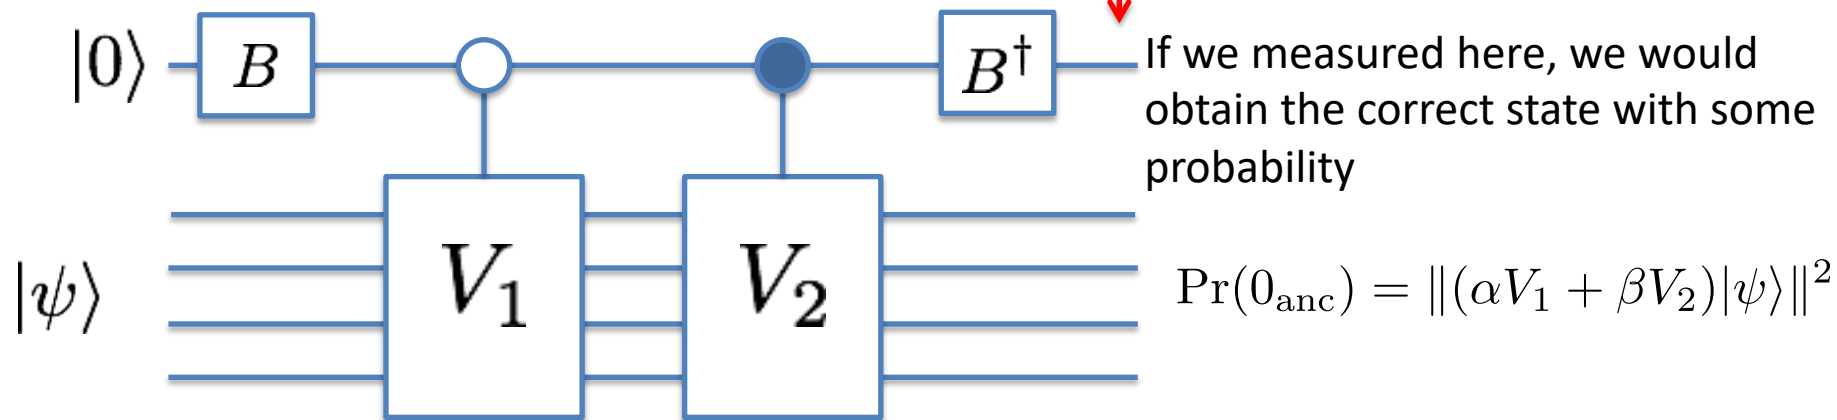 |0⟩ B B† If we measured here, we would
obtain the correct state with some
probability
|ψ⟩ V₁ V₂ Pr(0ₐₙ꜀) = ‖(αV₁ + βV₂)|ψ⟩‖²